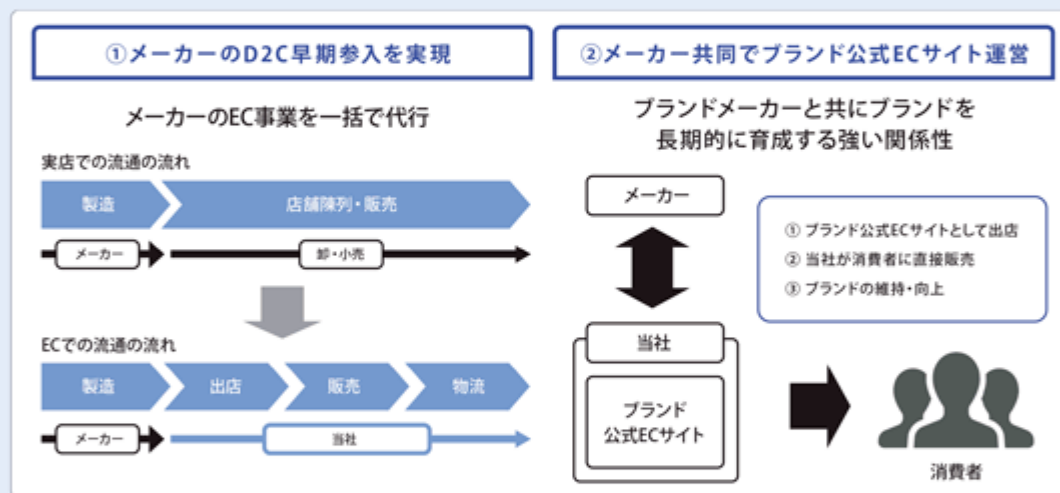 ①メーカーのD2C早期参入を実現
メーカーのEC事業を一括で代行
実店での流通の流れ
製造
店舗陳列・販売
メーカー
卸・小売
ECでの流通の流れ
製造
出店
販売
物流
メーカー
当社
②メーカー共同でブランド公式ECサイト運営
ブランドメーカーと共にブランドを
長期的に育成する強い関係性
メーカー
① ブランド公式ECサイトとして出店
② 当社が消費者に直接販売
③ ブランドの維持・向上
当社
ブランド
公式ECサイト
消費者